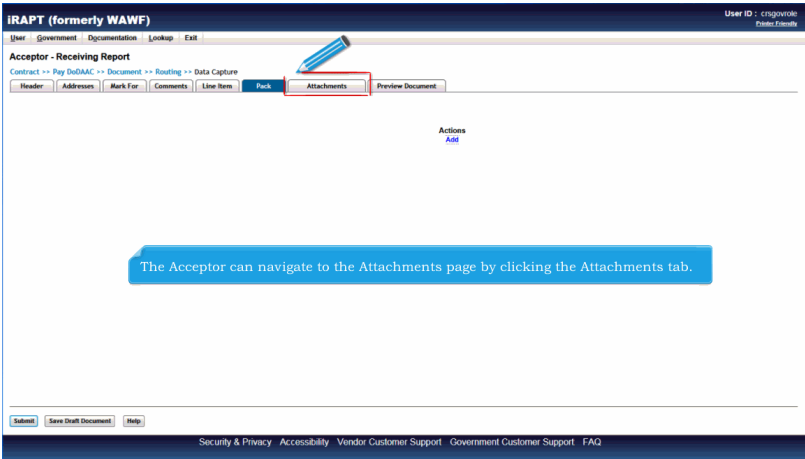 iRAPT (formerly WAWF)
User ID : crsgovrole
Printer Friendly
User Government Documentation Lookup Exit
Acceptor - Receiving Report
Contract >> Pay DoDAAC >> Document >> Routing >> Data Capture
Header Addresses Mark For Comments Line Item Pack Attachments Preview Document
Actions
Add
The Acceptor can navigate to the Attachments page by clicking the Attachments tab.
Submit Save Draft Document Help
Security & Privacy Accessibility Vendor Customer Support Government Customer Support FAQ